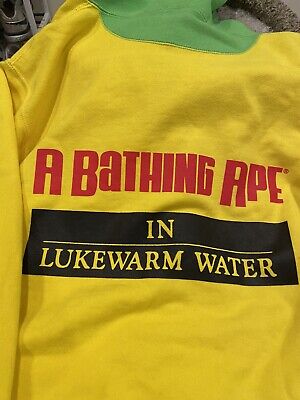 A BATHING APE®
IN
LUKEWARM WATER